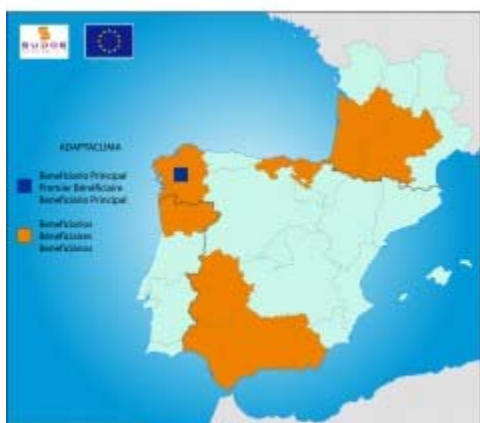 SUDOE
ADAPTACLIMA
Beneficiario Principal
Premier Bénéficiaire
Beneficiário Principal
Beneficiarios
Bénéficiaires
Beneficiários